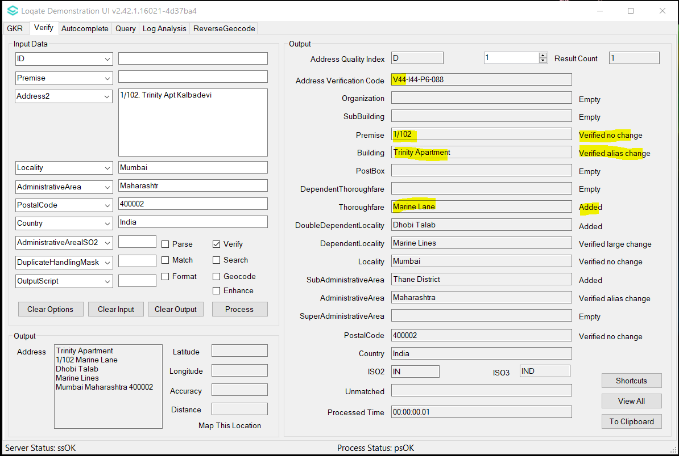 Loqate Demonstration UI v2.42.1.16021-4d37ba4
GKR Verify Autocomplete Query Log Analysis ReverseGeocode
Input Data
ID
Premise
Address2 1/102. Trinity Apt.Kalbadevi
Locality Mumbai
AdministrativeArea Maharashtr
PostalCode 400002
Country India
AdministrativeAreaISO2 Parse Verify
DuplicateHandlingMask Match Search
OutputScript Format Geocode
Enhance
Clear Options Clear Input Clear Output Process
Output
Address Trinity Apartment
1/102 Marine Lane
Dhobi Talab
Marine Lines
Mumbai Maharashtra 400002
Latitude
Longitude
Accuracy
Distance
Map This Location
Output
Address Quality Index D 1 Result Count 1
Address Verification Code V44-I44-P6-088
Organization Empty
SubBuilding Empty
Premise 1/102 Verified no change
Building Trinity Apartment Verified alias change
PostBox Empty
DependentThoroughfare Empty
Thoroughfare Marine Lane Added
DoubleDependentLocality Dhobi Talab Added
DependentLocality Marine Lines Verified large change
Locality Mumbai Verified no change
SubAdministrativeArea Thane District Added
AdministrativeArea Maharashtra Verified alias change
SuperAdministrativeArea Empty
PostalCode 400002 Verified no change
Country India
ISO2 IN ISO3 IND
Unmatched
Processed Time 00:00:00.01
Shortcuts
View All
To Clipboard
Server Status: ssOK Process Status: psOK